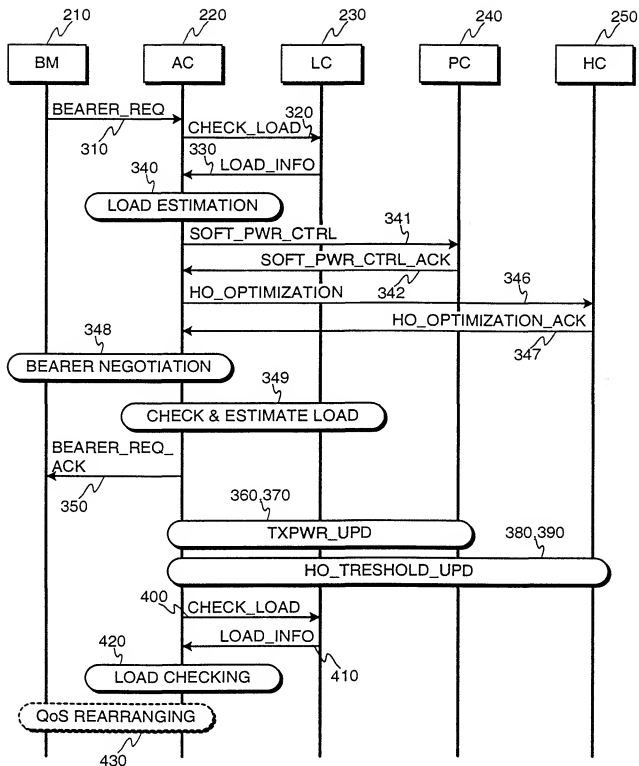 210 220 230 240 250
BM AC LC PC HC
BEARER_REQ
310
CHECK_LOAD 320
330 LOAD_INFO
340
LOAD ESTIMATION
341
SOFT_PWR_CTRL
SOFT_PWR_CTRL_ACK
342
HO_OPTIMIZATION 346
HO_OPTIMIZATION_ACK
347
348
BEARER NEGOTIATION
349
CHECK & ESTIMATE LOAD
BEARER_REQ_
ACK
350
360,370
TXPWR_UPD
380,390
HO_TRESHOLD_UPD
400 CHECK_LOAD
LOAD_INFO
410
420
LOAD CHECKING
QoS REARRANGING
430